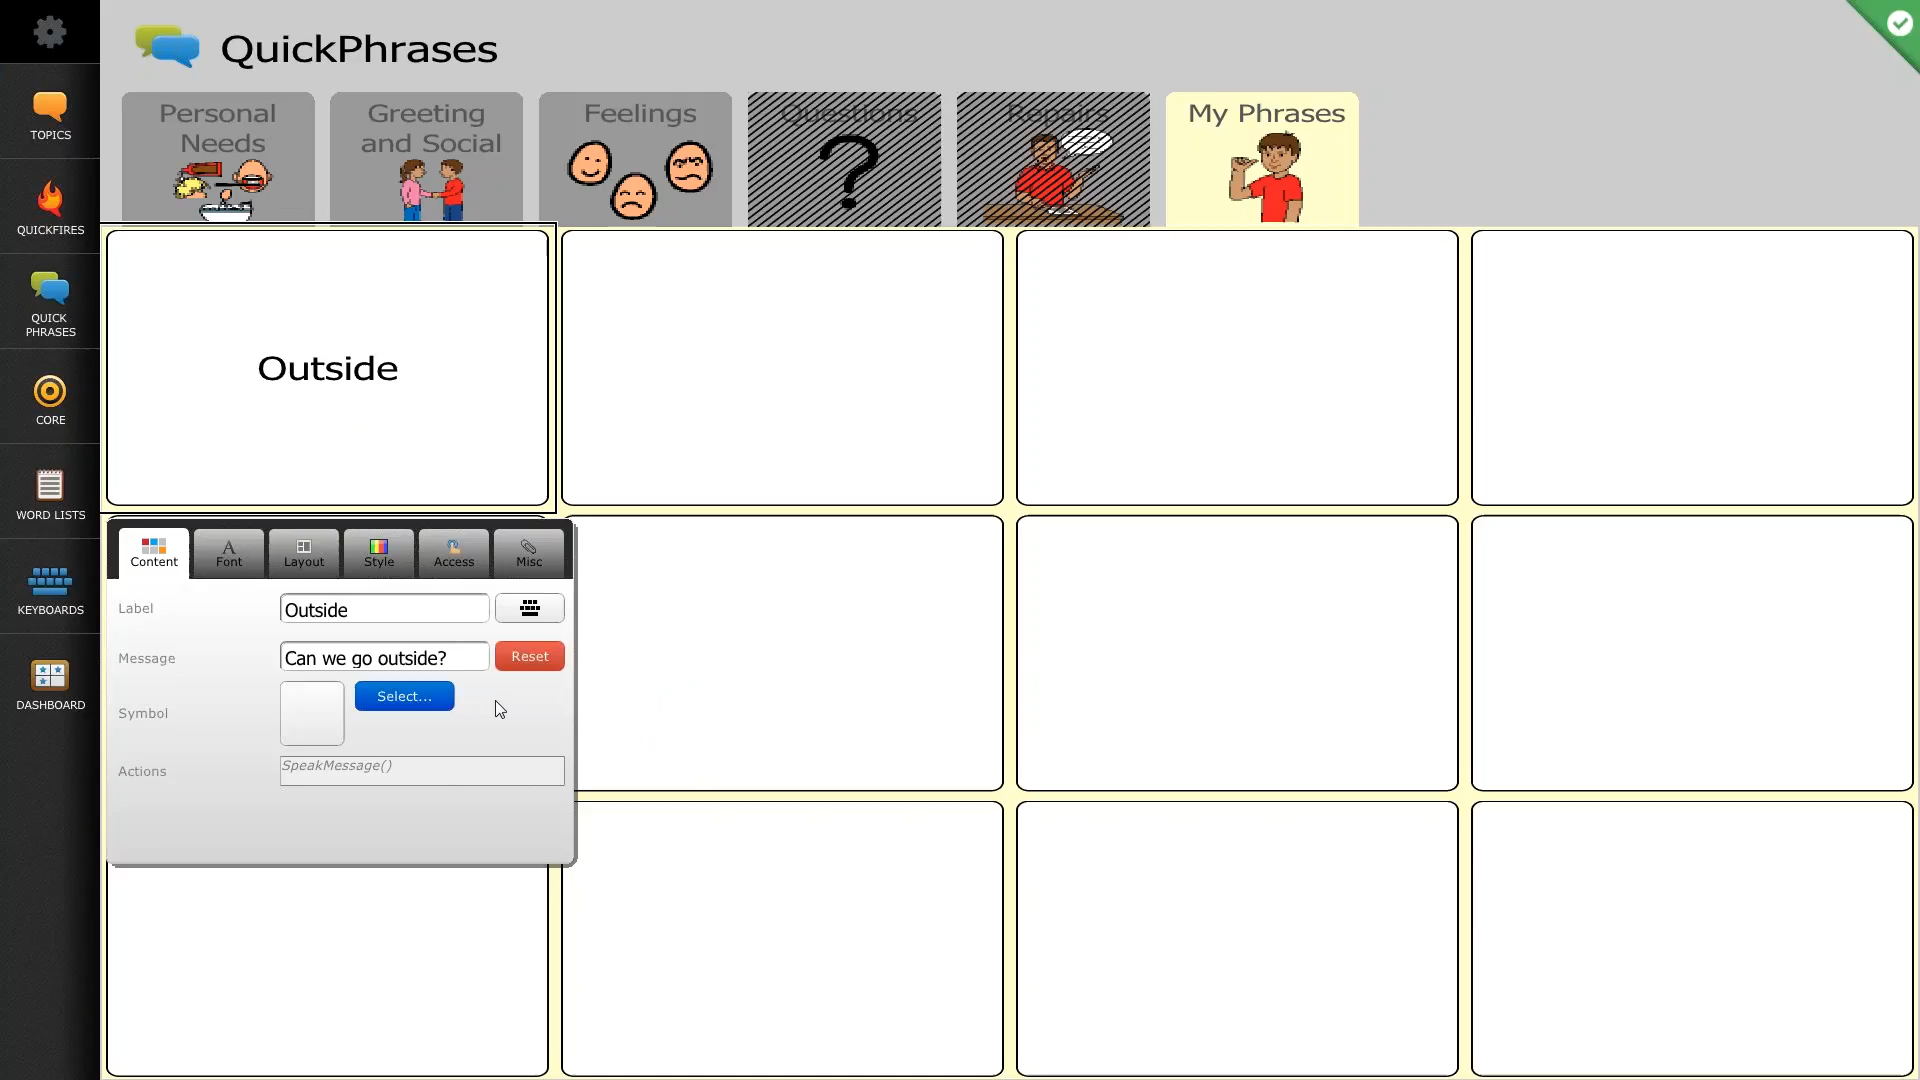 QuickPhrases
Personal
Needs
Greeting
and Social
Feelings
Questions
Repairs
My Phrases
TOPICS
QUICKFIRES
QUICK
PHRASES
CORE
WORD LISTS
KEYBOARDS
DASHBOARD
Outside
Content
Font
Layout
Style
Access
Misc
Label
Outside
Message
Can we go outside?
Reset
Symbol
Select...
Actions
SpeakMessage()